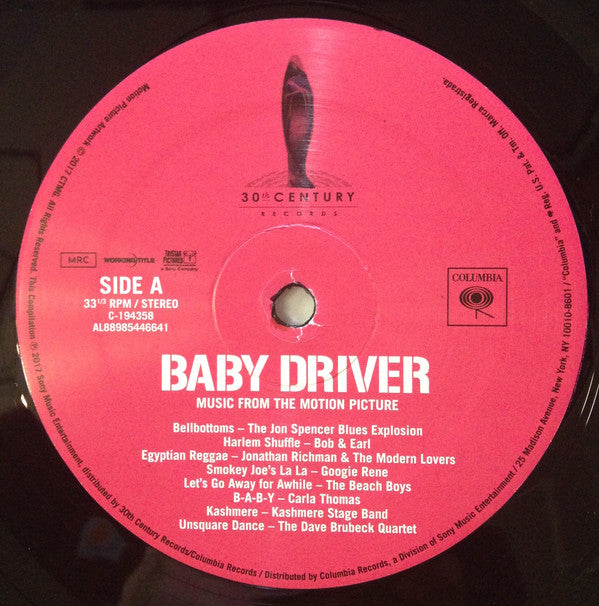 30th CENTURY
RECORDS
MRC
WORKING TITLE
TRISTAR
PICTURES
a Sony Company
SIDE A
33 1/3 RPM / STEREO
C-194358
AL88985446641
COLUMBIA
BABY DRIVER
MUSIC FROM THE MOTION PICTURE
Bellbottoms – The Jon Spencer Blues Explosion
Harlem Shuffle – Bob & Earl
Egyptian Reggae – Jonathan Richman & The Modern Lovers
Smokey Joe's La La – Googie Rene
Let's Go Away for Awhile – The Beach Boys
B-A-B-Y – Carla Thomas
Kashmere – Kashmere Stage Band
Unsquare Dance – The Dave Brubeck Quartet
Motion Picture Artwork © 2017 CTMG. All Rights Reserved. This Compilation ℗ 2017 Sony Music Entertainment, distributed by 30th Century Records/Columbia Records / Distributed by Columbia Records, a Division of Sony Music Entertainment / 25 Madison Avenue, New York, NY 10010-8601 / "Columbia" and Reg. U.S. Pat. & Tm. Off. Marca Registrada.